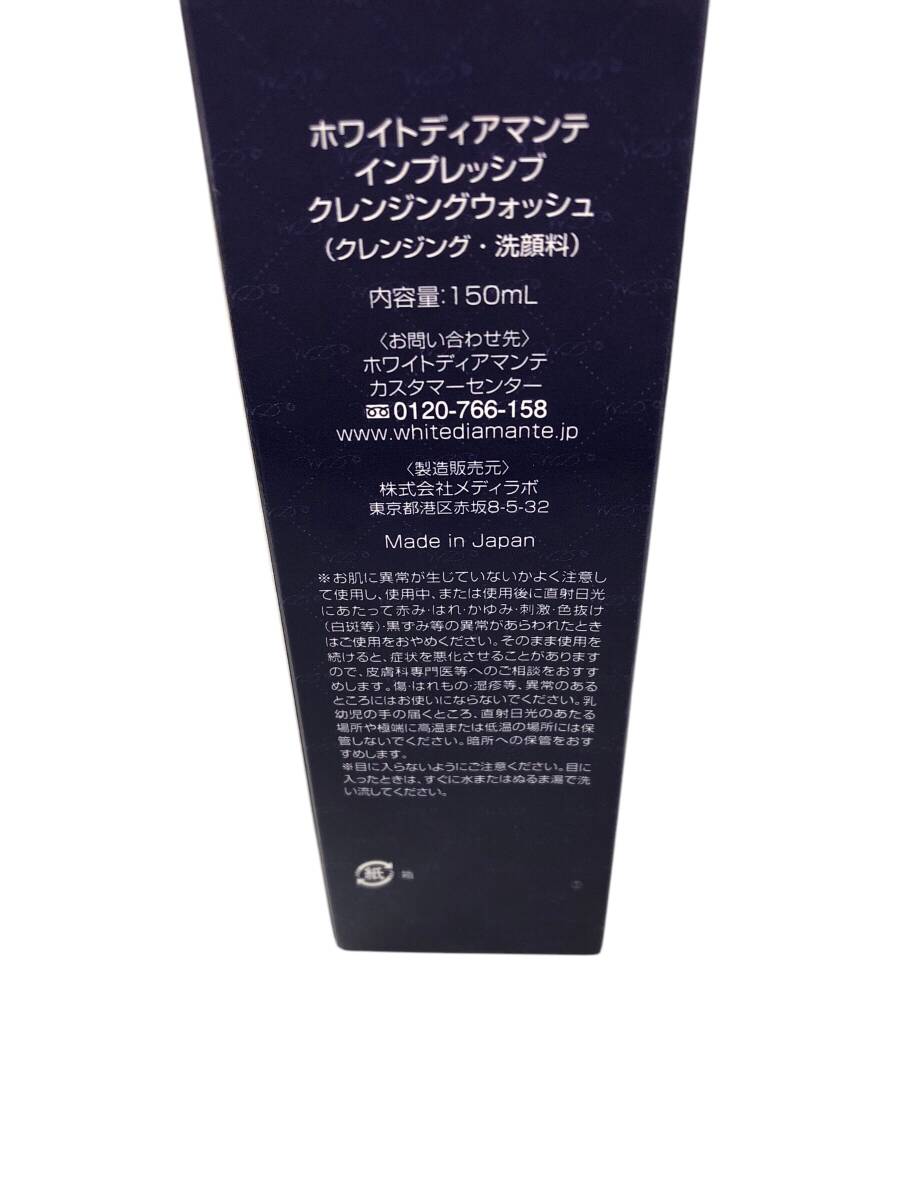 ホワイトディアマンテ
インプレッシブ
クレンジングウォッシュ
（クレンジング・洗顔料）
内容量:150mL
〈お問い合わせ先〉
ホワイトディアマンテ
カスタマーセンター
0120-766-158
www.whitediamante.jp
〈製造販売元〉
株式会社メディラボ
東京都港区赤坂8-5-32
Made in Japan
※お肌に異常が生じていないかよく注意し
て使用し、使用中、または使用後に直射日光
にあたって赤み・はれ・かゆみ・刺激・色抜け
（白斑等）・黒ずみ等の異常があらわれたとき
はご使用をおやめください。そのまま使用を
続けると、症状を悪化させることがあります
ので、皮膚科専門医等へのご相談をおすす
めします。傷・はれもの・湿疹等、異常のある
ところにはお使いにならないでください。乳
幼児の手の届くところ、直射日光のあたる
場所や極端に高温または低温の場所には保
管しないでください。暗所への保管をおす
すめします。
※目に入らないようにご注意ください。目に
入ったときは、すぐに水またはぬるま湯で洗
い流してください。
紙 箱